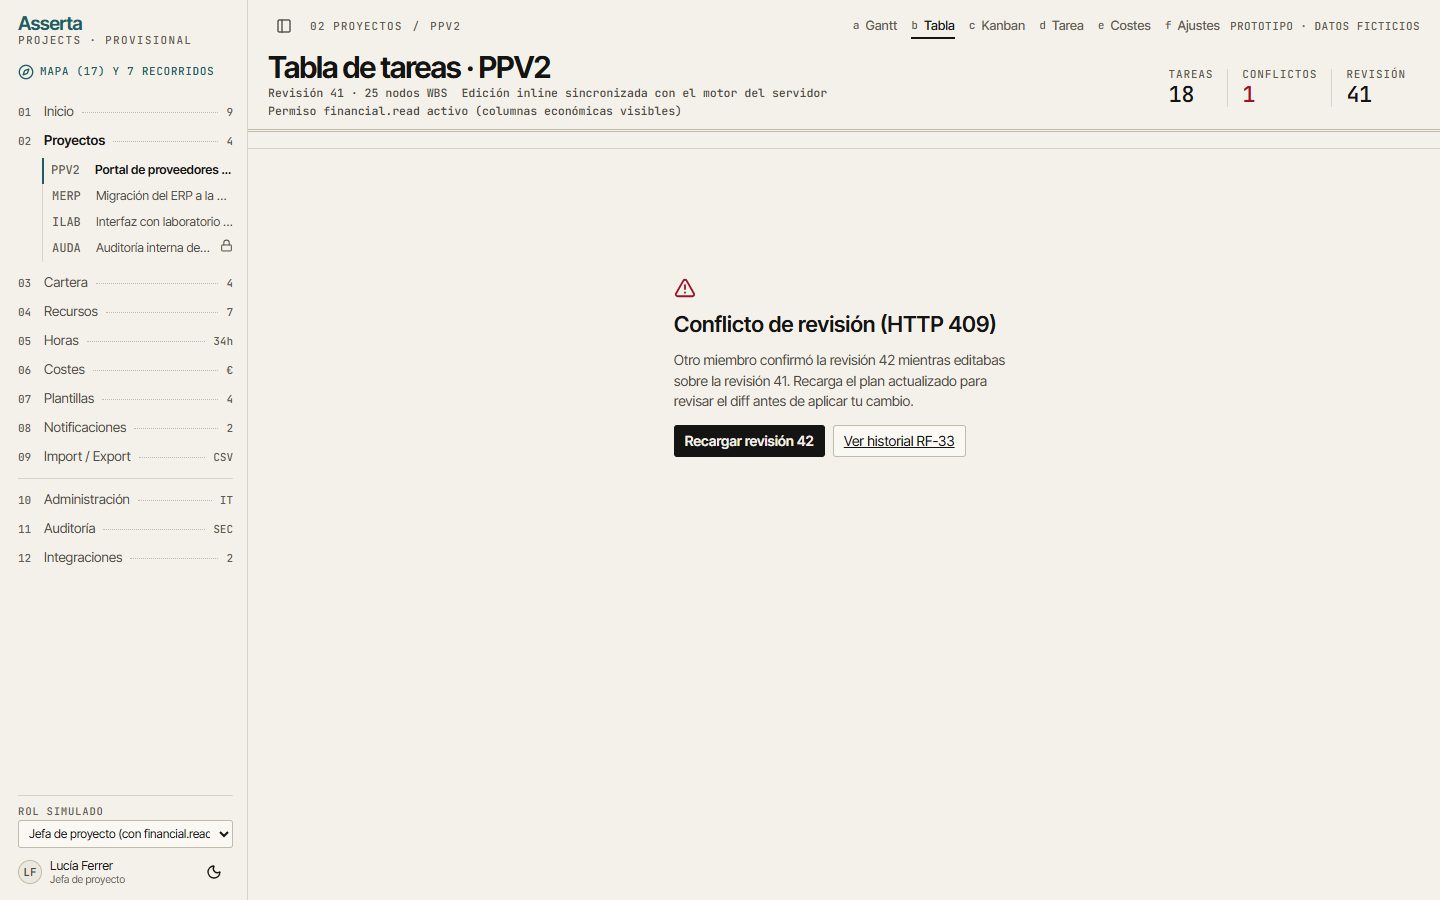 Asserta
PROJECTS · PROVISIONAL
MAPA (17) Y 7 RECORRIDOS
01 Inicio 9
02 Proyectos 4
PPV2 Portal de proveedores ...
MERP Migración del ERP a la ...
ILAB Interfaz con laboratorio ...
AUDA Auditoría interna de...
03 Cartera 4
04 Recursos 7
05 Horas 34h
06 Costes €
07 Plantillas 4
08 Notificaciones 2
09 Import / Export CSV
10 Administración IT
11 Auditoría SEC
12 Integraciones 2
ROL SIMULADO
Jefa de proyecto (con financial.read
LF Lucía Ferrer
Jefa de proyecto
02 PROYECTOS / PPV2
a Gantt b Tabla c Kanban d Tarea e Costes f Ajustes PROTOTIPO · DATOS FICTICIOS
Tabla de tareas · PPV2
Revisión 41 · 25 nodos WBS Edición inline sincronizada con el motor del servidor
Permiso financial.read activo (columnas económicas visibles)
TAREAS CONFLICTOS REVISIÓN
18 1 41
Conflicto de revisión (HTTP 409)
Otro miembro confirmó la revisión 42 mientras editabas
sobre la revisión 41. Recarga el plan actualizado para
revisar el diff antes de aplicar tu cambio.
Recargar revisión 42 Ver historial RF-33